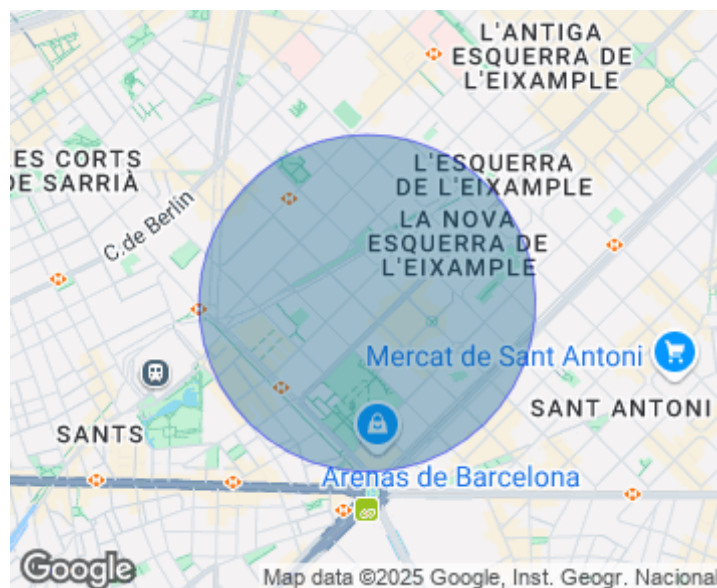 L'ANTIGA
ESQUERRA DE
L'EIXAMPLE
LES CORTS
DE SARRIÀ
L'ESQUERRA
DE L'EIXAMPLE
C.de Berlin
LA NOVA
ESQUERRA DE
L'EIXAMPLE
Mercat de Sant Antoni
SANT ANTONI
SANTS
Arenas de Barcelona
Google
Map data ©2025 Google, Inst. Geogr. Nacional